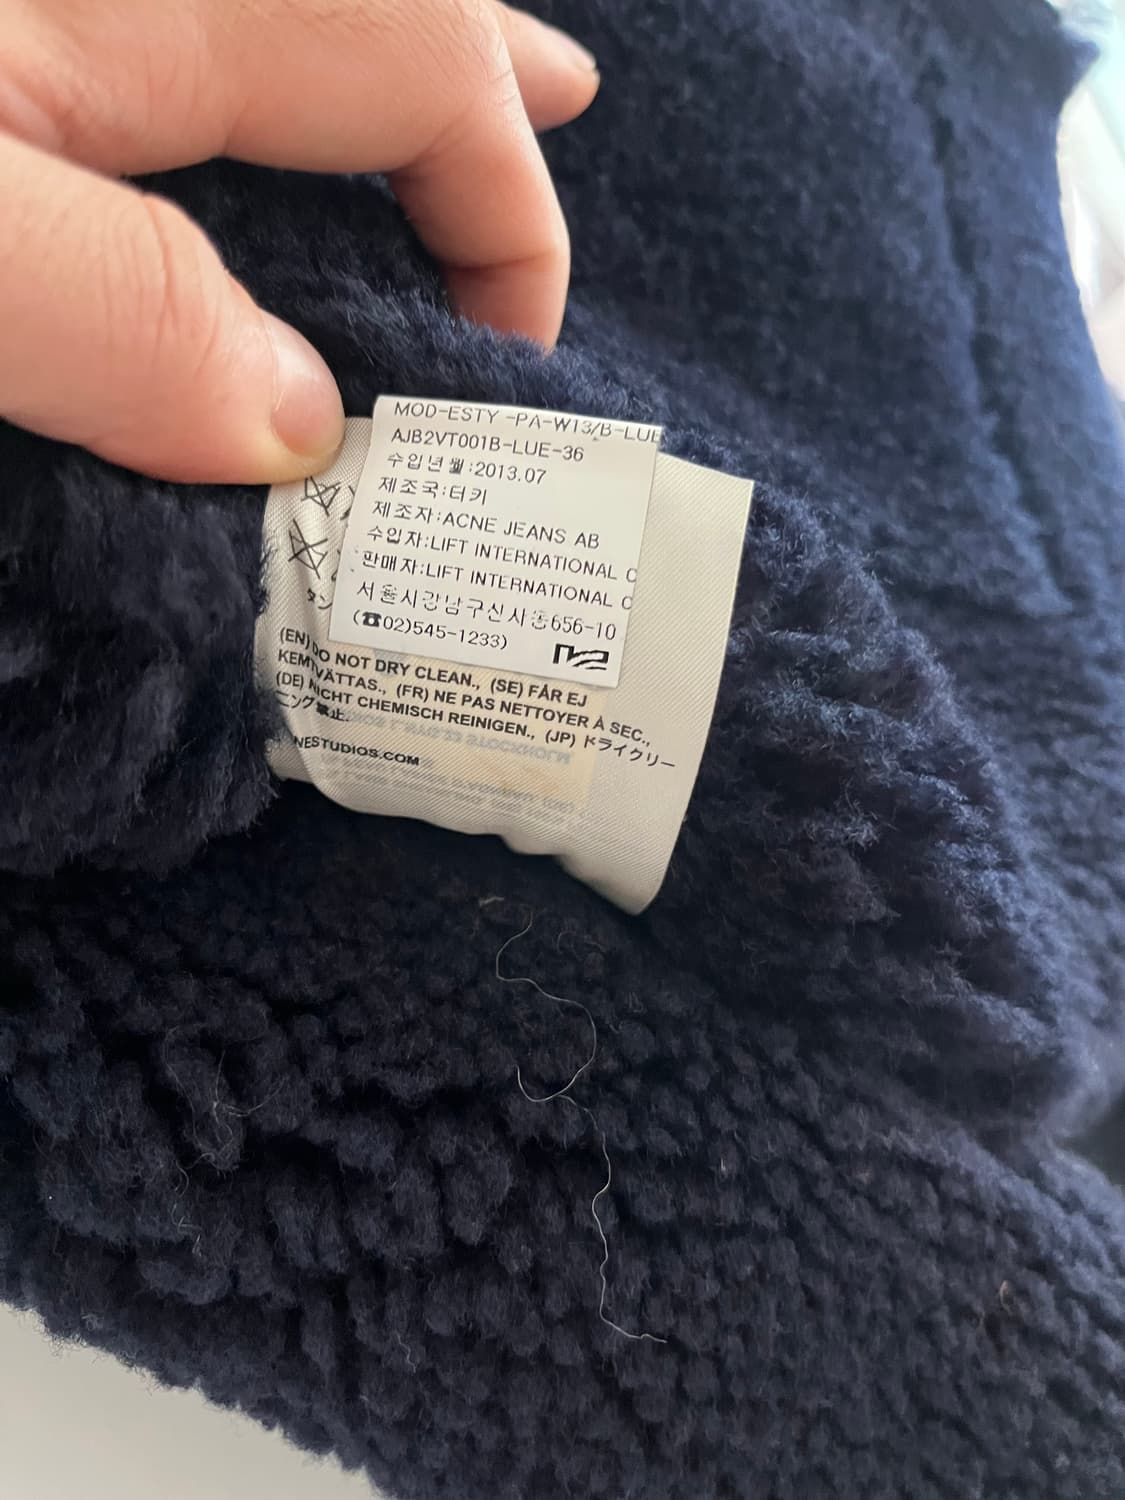 MOD-ESTY -PA-W13/B-LUE
AJB2VT001B-LUE-36
수입년월:2013.07
제조국:터키
제조자:ACNE JEANS AB
수입자:LIFT INTERNATIONAL C
판매자:LIFT INTERNATIONAL C
서울시강남구신사동656-10
(☎02)545-1233)
タン
(EN) DO NOT DRY CLEAN., (SE) FÅR EJ
KEMTVÄTTAS., (FR) NE PAS NETTOYER À SEC.,
(DE) NICHT CHEMISCH REINIGEN., (JP) ドライクリー
ニング禁止.
NESTUDIOS.COM